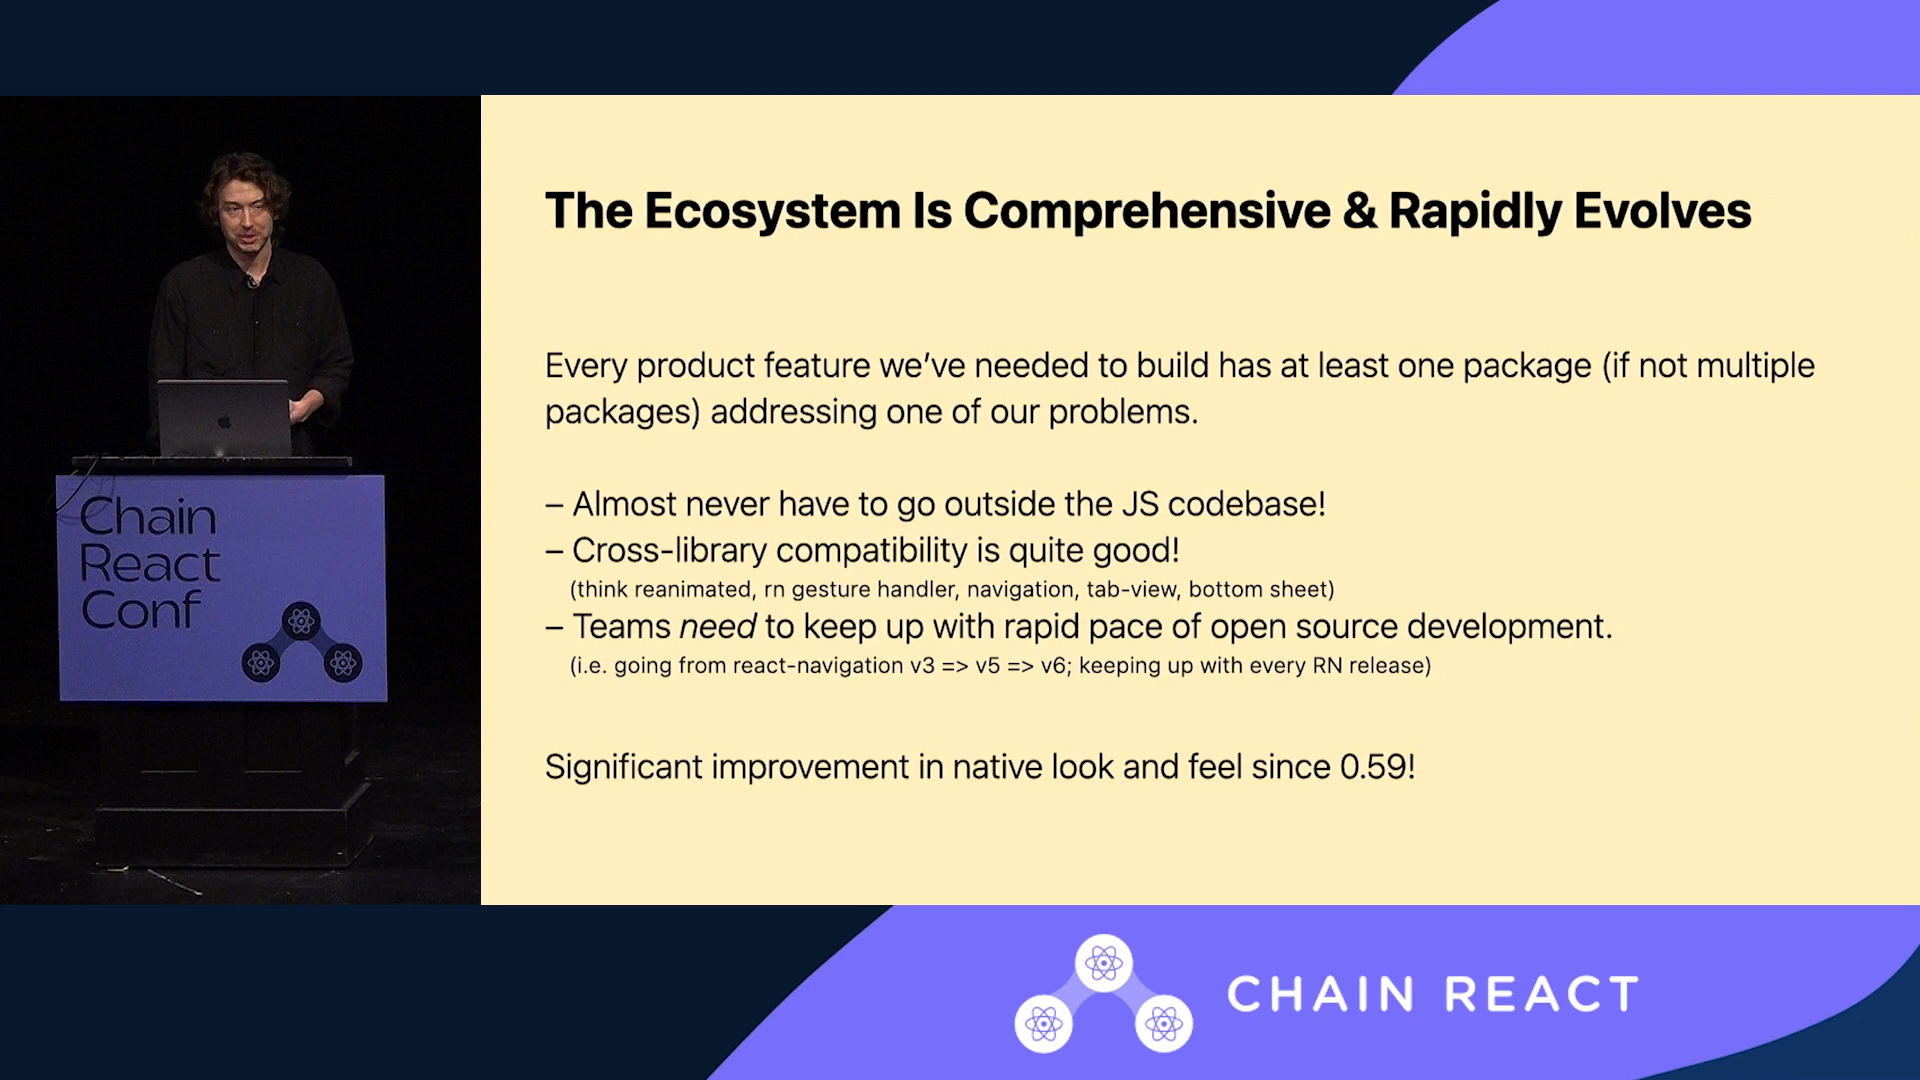 The Ecosystem Is Comprehensive & Rapidly Evolves
Every product feature we’ve needed to build has at least one package (if not multiple
packages) addressing one of our problems.
– Almost never have to go outside the JS codebase!
– Cross-library compatibility is quite good!
(think reanimated, rn gesture handler, navigation, tab-view, bottom sheet)
– Teams need to keep up with rapid pace of open source development.
(i.e. going from react-navigation v3 => v5 => v6; keeping up with every RN release)
Significant improvement in native look and feel since 0.59!
Chain
React
Conf
CHAIN REACT